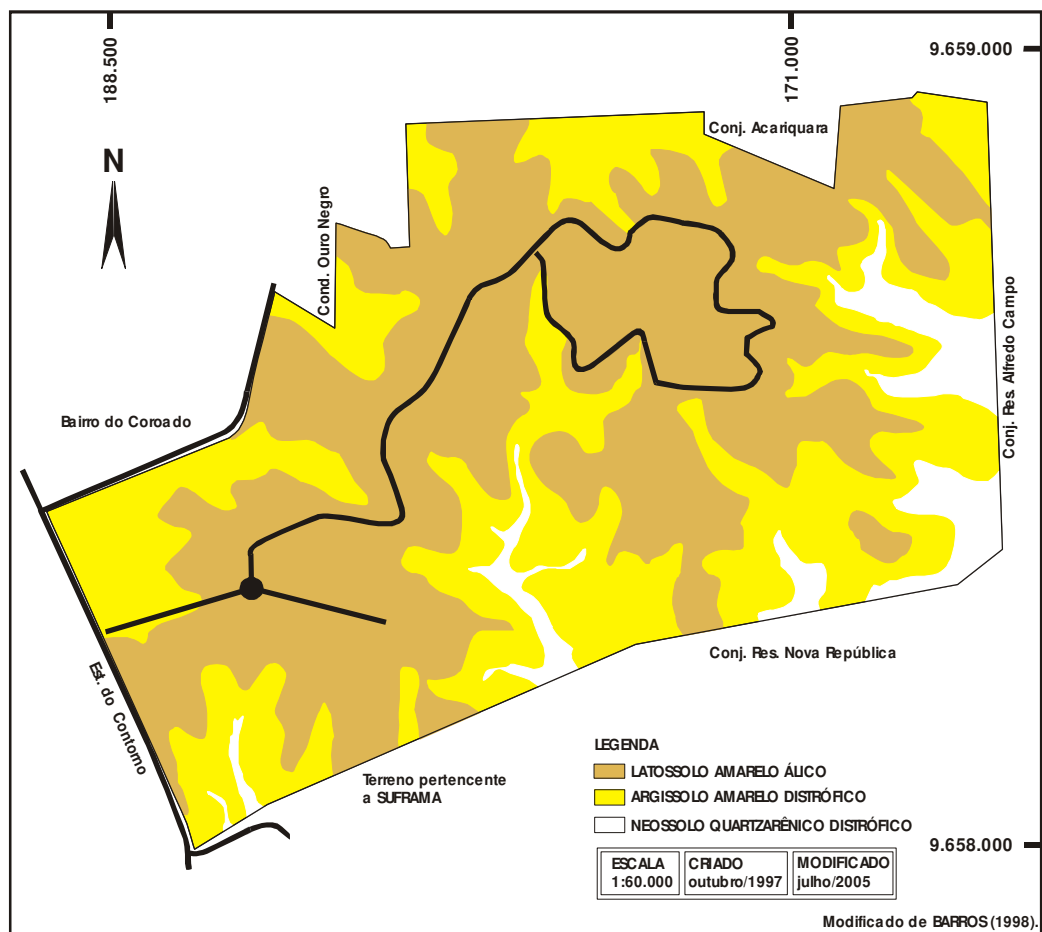 188.500
171.000
9.659.000
N
Conj. Acariquara
Cond. Ouro Negro
Conj. Res. Alfredo Campo
Bairro do Coroado
Est. do Contorno
Conj. Res. Nova República
Terreno pertencente
a SUFRAMA
LEGENDA
LATOSSOLO AMARELO ÁLICO
ARGISSOLO AMARELO DISTRÓFICO
NEOSSOLO QUARTZARÊNICO DISTRÓFICO
9.658.000
ESCALA CRIADO MODIFICADO
1:60.000 outubro/1997 julho/2005
Modificado de BARROS (1998).